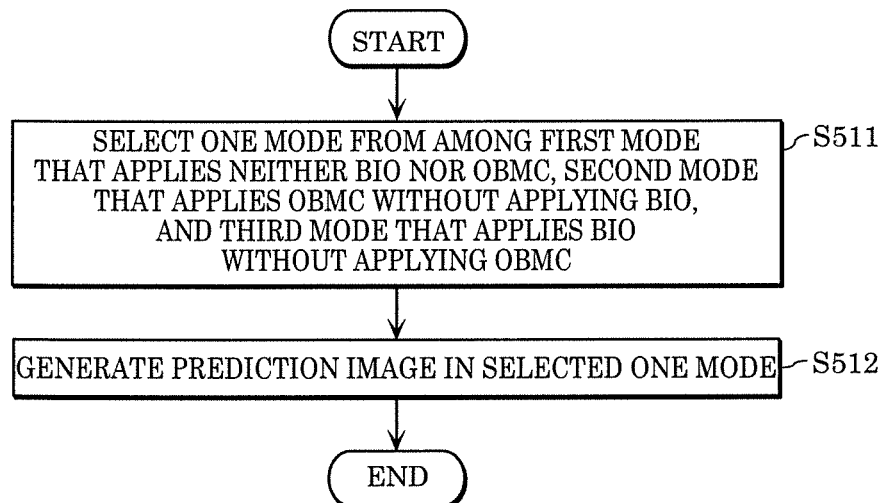 START
SELECT ONE MODE FROM AMONG FIRST MODE
THAT APPLIES NEITHER BIO NOR OBMC, SECOND MODE
THAT APPLIES OBMC WITHOUT APPLYING BIO,
AND THIRD MODE THAT APPLIES BIO
WITHOUT APPLYING OBMC
S511
GENERATE PREDICTION IMAGE IN SELECTED ONE MODE
S512
END